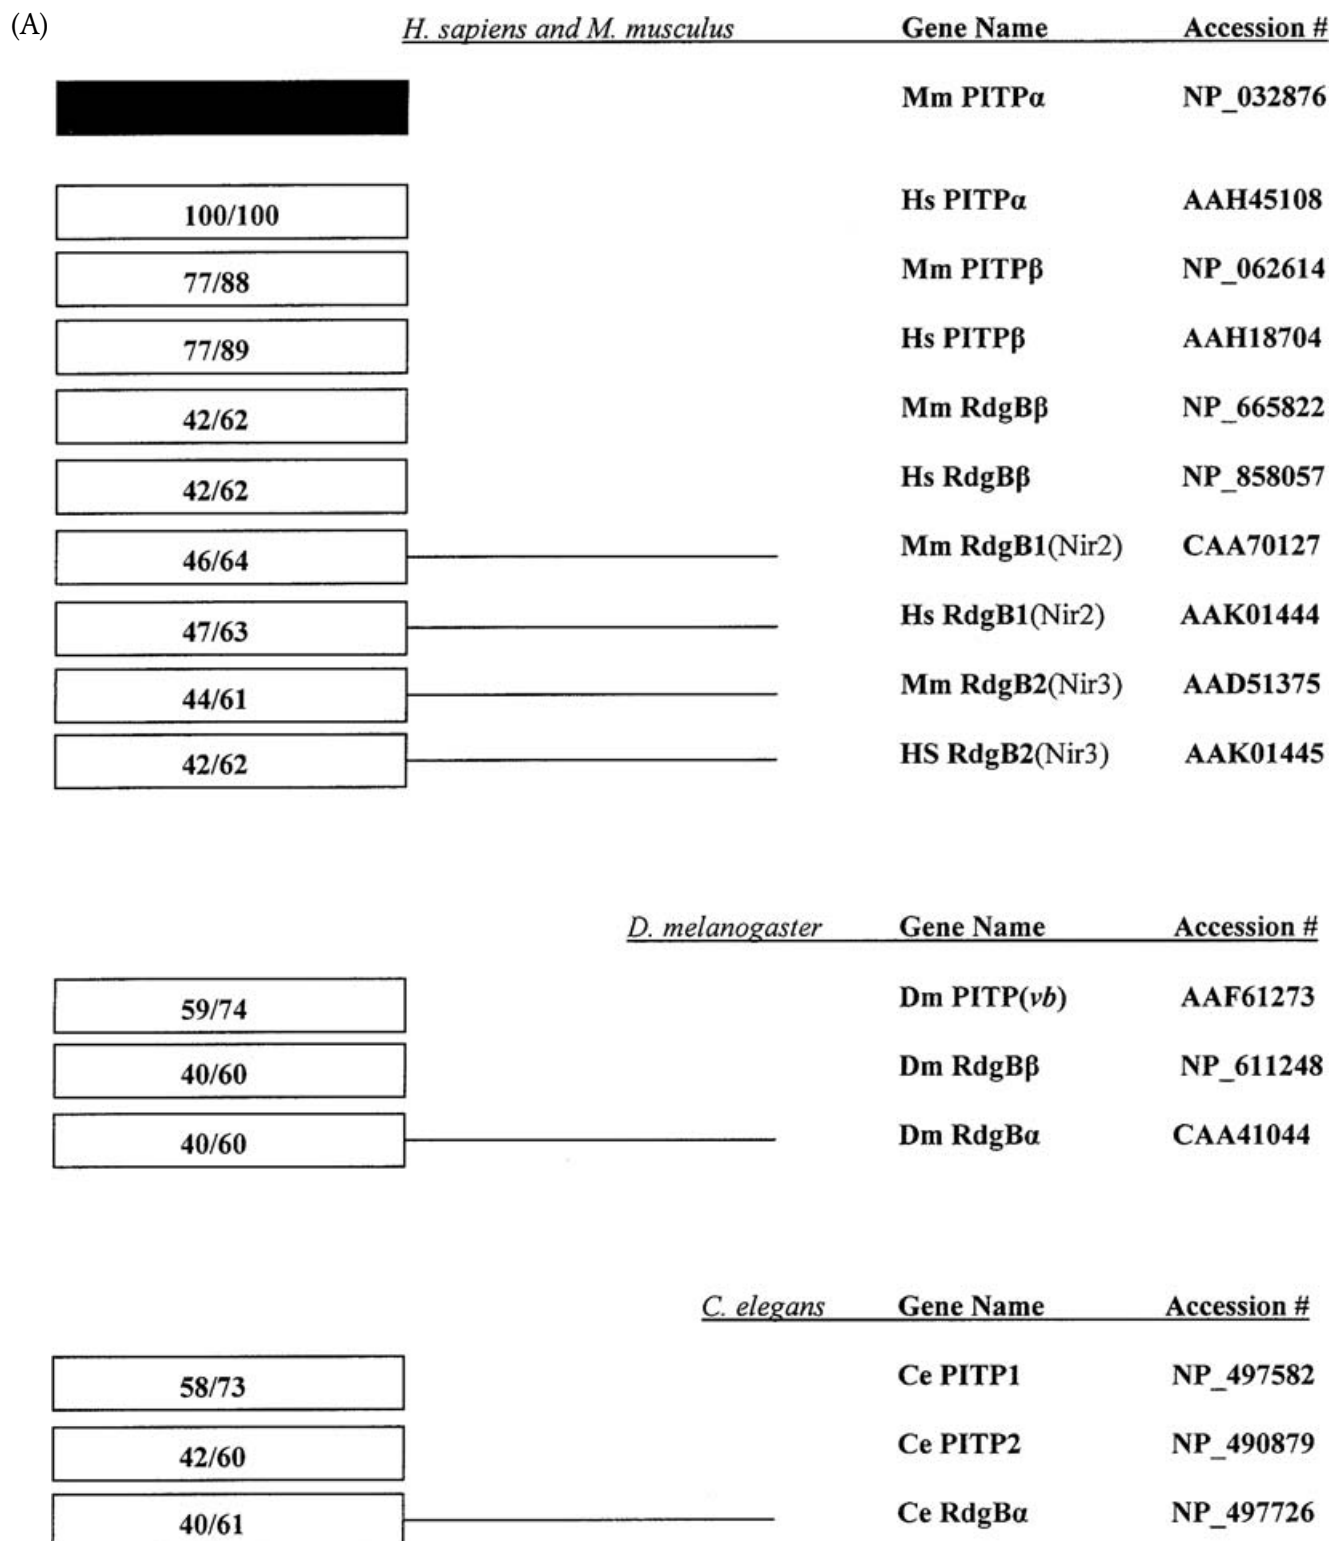 (A)
H. sapiens and M. musculus Gene Name Accession #
Mm PITPα NP_032876
100/100 Hs PITPα AAH45108
77/88 Mm PITPβ NP_062614
77/89 Hs PITPβ AAH18704
42/62 Mm RdgBβ NP_665822
42/62 Hs RdgBβ NP_858057
46/64 Mm RdgB1(Nir2) CAA70127
47/63 Hs RdgB1(Nir2) AAK01444
44/61 Mm RdgB2(Nir3) AAD51375
42/62 HS RdgB2(Nir3) AAK01445
D. melanogaster Gene Name Accession #
59/74 Dm PITP(vb) AAF61273
40/60 Dm RdgBβ NP_611248
40/60 Dm RdgBα CAA41044
C. elegans Gene Name Accession #
58/73 Ce PITP1 NP_497582
42/60 Ce PITP2 NP_490879
40/61 Ce RdgBα NP_497726